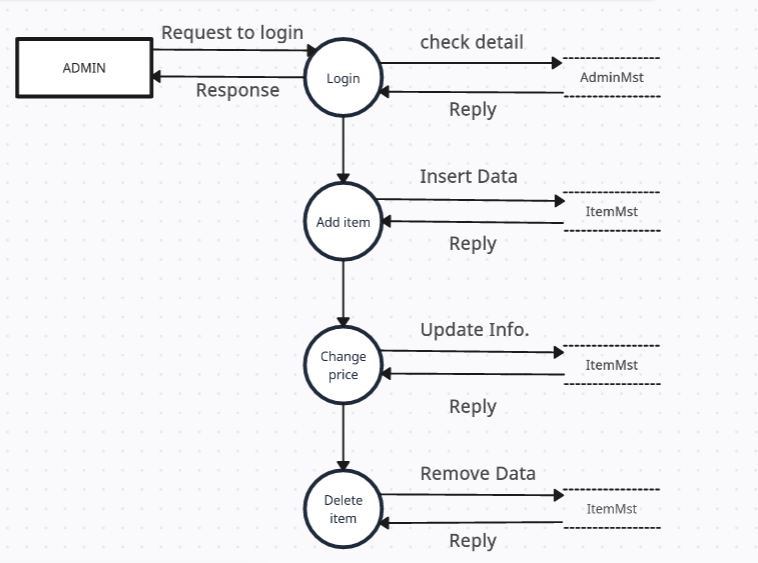 Request to login
check detail
ADMIN
Login
AdminMst
Response
Reply
Insert Data
Add item
ItemMst
Reply
Update Info.
Change
price
ItemMst
Reply
Remove Data
Delete
item
ItemMst
Reply